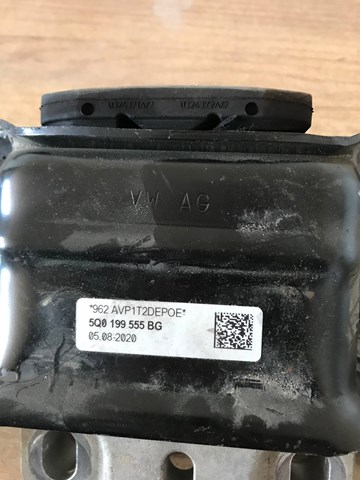 VW AG
*962 AVP1T2DEPOE*
5Q0 199 555 BG
05.08-2020